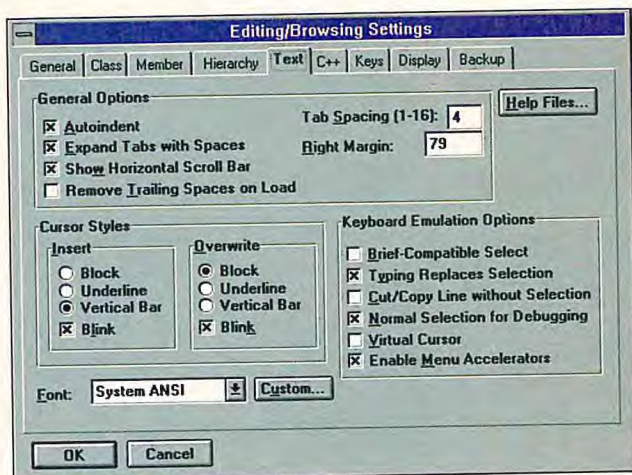 Editing/Browsing Settings
General Class Member Hierarchy Text C++ Keys Display Backup
General Options
Autoindent
Expand Tabs with Spaces
Show Horizontal Scroll Bar
Remove Trailing Spaces on Load
Tab Spacing (1-16): 4
Right Margin: 79
Help Files...
Cursor Styles
Insert
Block
Underline
Vertical Bar
Blink
Overwrite
Block
Underline
Vertical Bar
Blink
Keyboard Emulation Options
Brief-Compatible Select
Typing Replaces Selection
Cut/Copy Line without Selection
Normal Selection for Debugging
Virtual Cursor
Enable Menu Accelerators
Font: System ANSI Custom...
OK Cancel